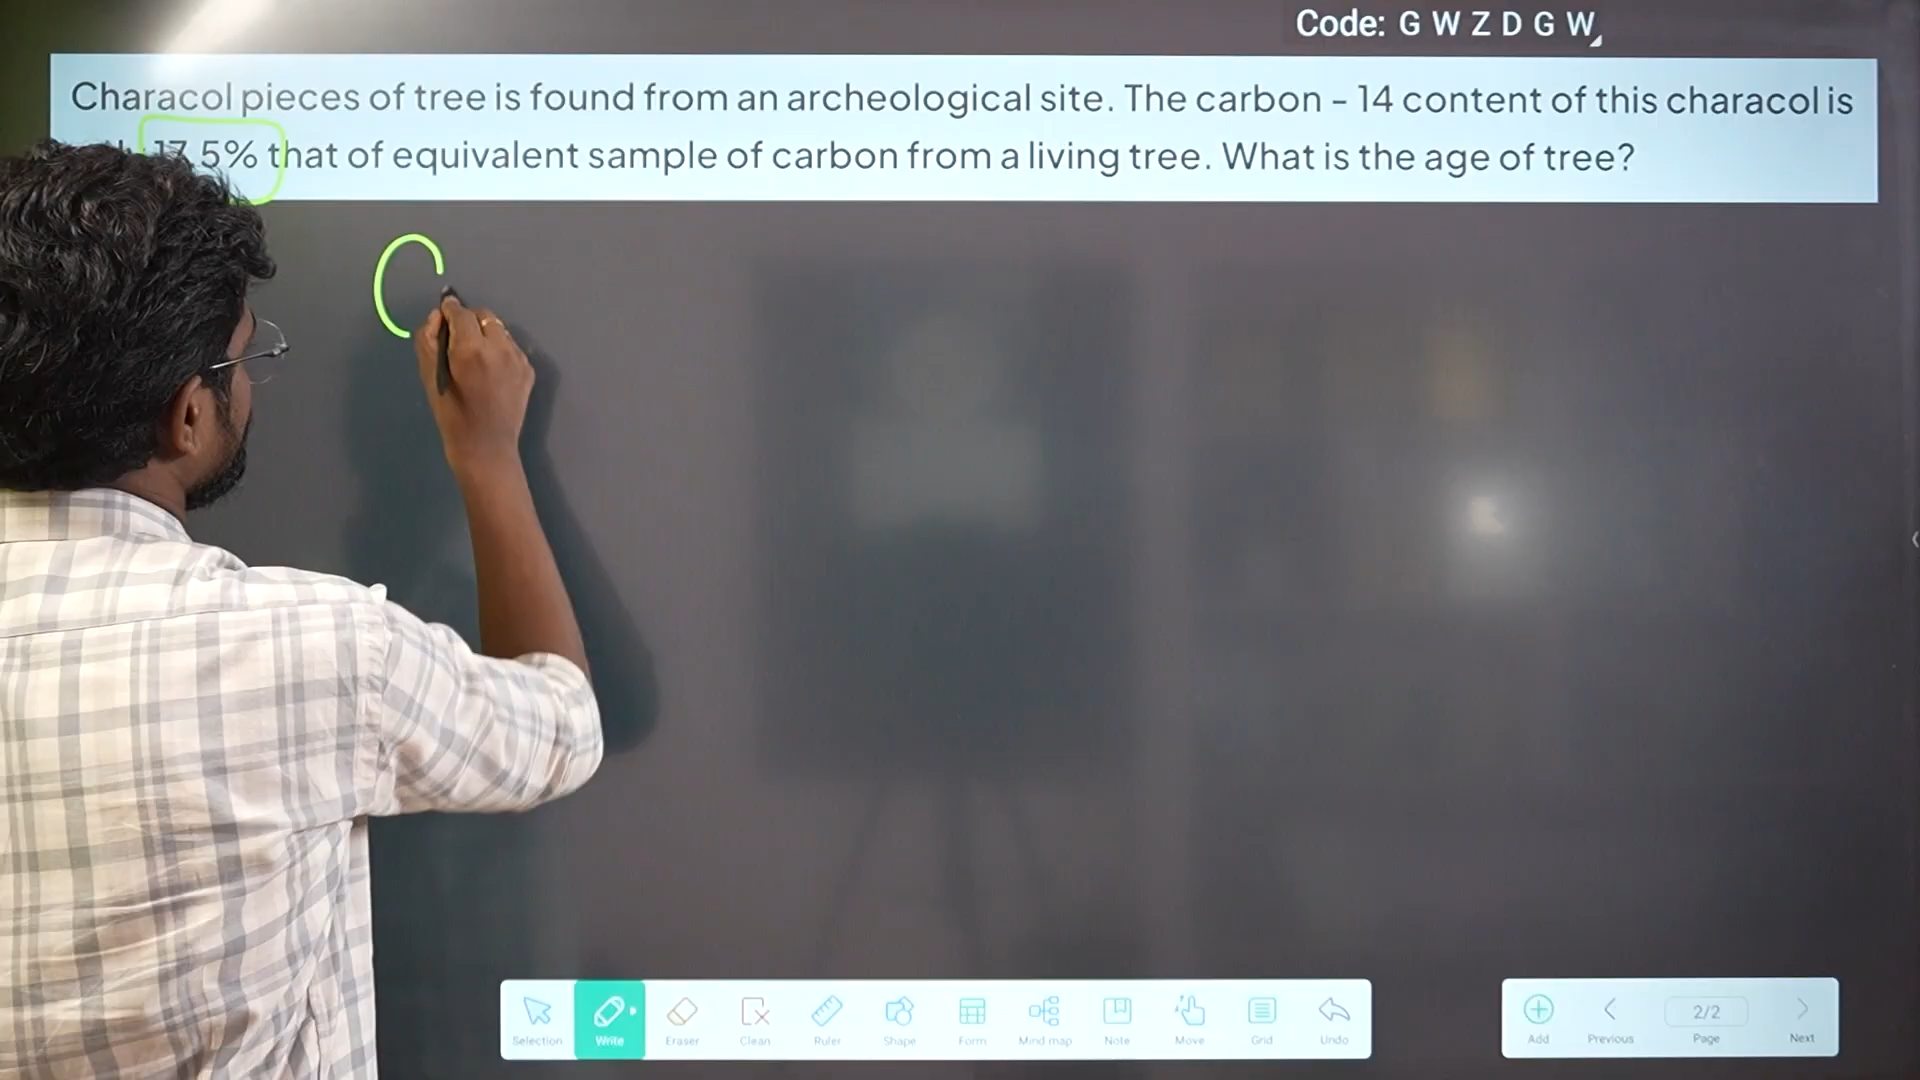 Code: G W Z D G W
Characol pieces of tree is found from an archeological site. The carbon - 14 content of this characol is
17.5% that of equivalent sample of carbon from a living tree. What is the age of tree?
Selection Write Eraser Clean Ruler Shape Form Mind map Note Move Grid Undo
Add Previous 2/2 Page Next